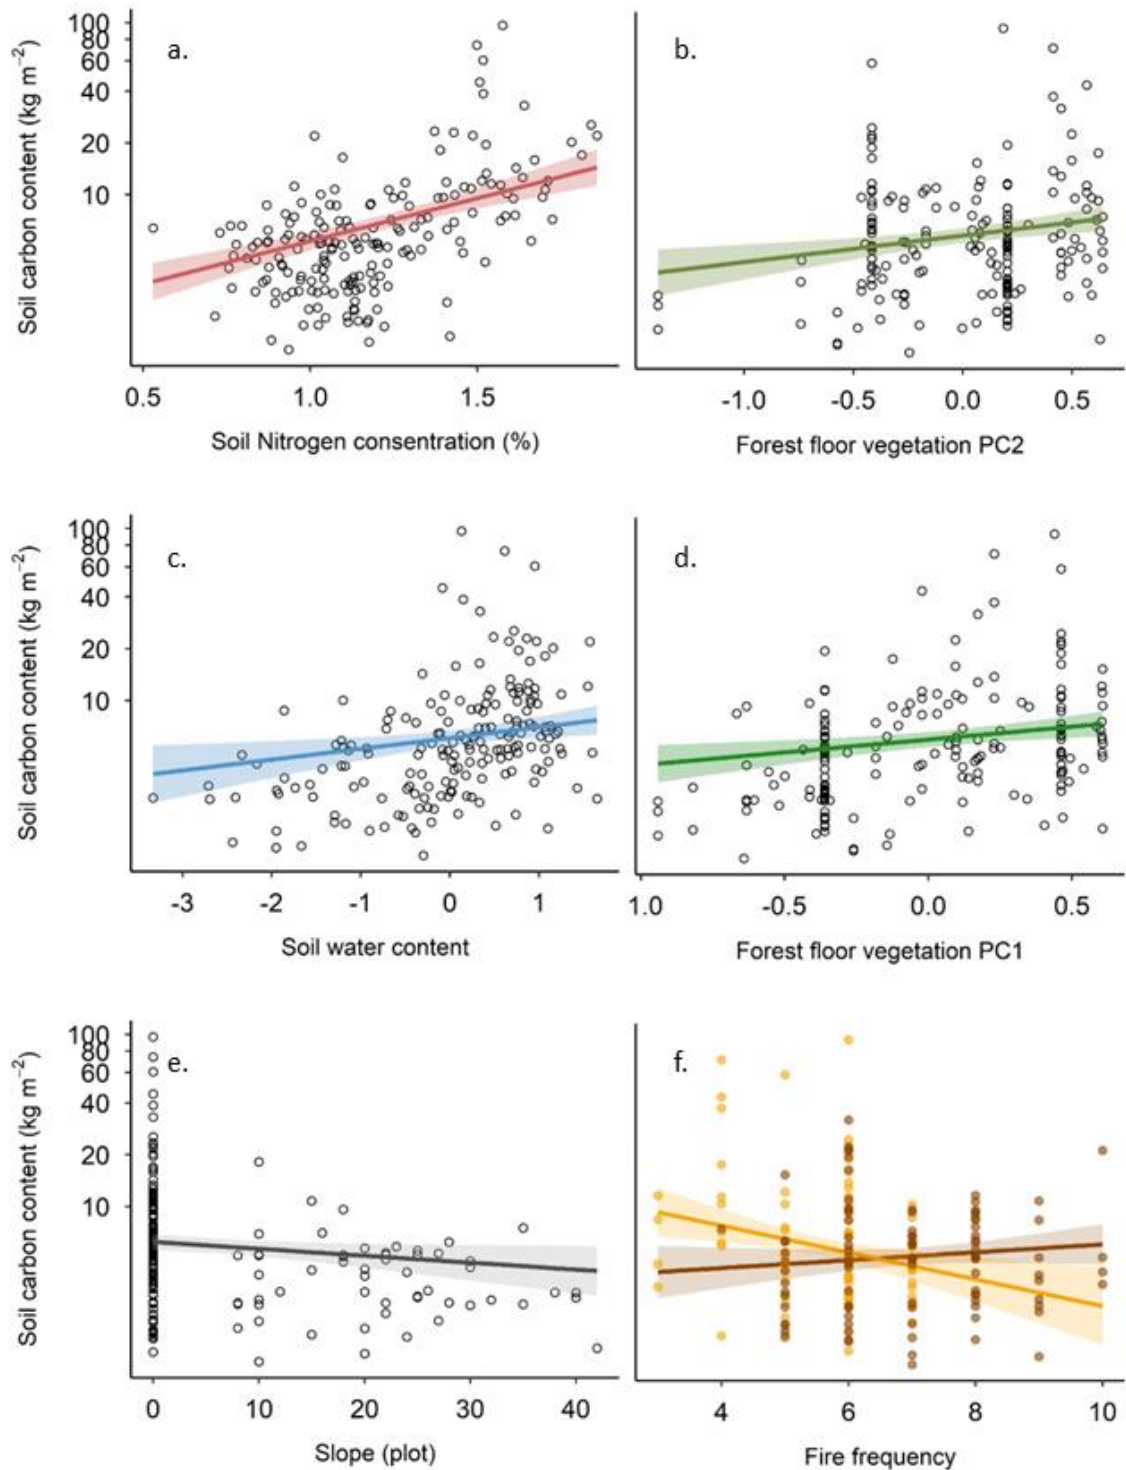 Soil carbon content (kg m⁻²)
100
80
60
40
20
10
a.
0.5 1.0 1.5
Soil Nitrogen consentration (%)
b.
-1.0 -0.5 0.0 0.5
Forest floor vegetation PC2
Soil carbon content (kg m⁻²)
100
80
60
40
20
10
c.
-3 -2 -1 0 1
Soil water content
d.
1.0 -0.5 0.0 0.5
Forest floor vegetation PC1
Soil carbon content (kg m⁻²)
100
80
60
40
20
10
e.
0 10 20 30 40
Slope (plot)
f.
4 6 8 10
Fire frequency